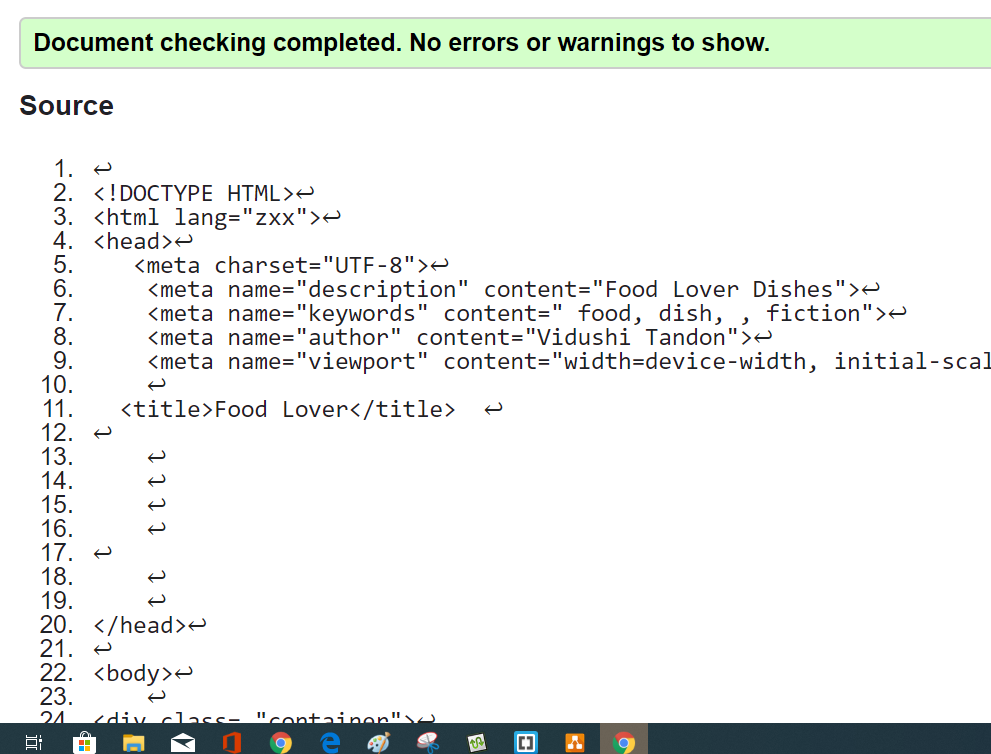 Document checking completed. No errors or warnings to show.
Source
1. ↩
2. <!DOCTYPE HTML>↩
3. <html lang="zxx">↩
4. <head>↩
5.    <meta charset="UTF-8">↩
6.     <meta name="description" content="Food Lover Dishes">↩
7.     <meta name="keywords" content=" food, dish, , fiction">↩
8.     <meta name="author" content="Vidushi Tandon">↩
9.     <meta name="viewport" content="width=device-width, initial-scal
10.     ↩
11.   <title>Food Lover</title>  ↩
12. ↩
13.     ↩
14.     ↩
15.     ↩
16.     ↩
17. ↩
18.     ↩
19.     ↩
20. </head>↩
21. ↩
22. <body>↩
23.     ↩
24. <div class= "container">↩